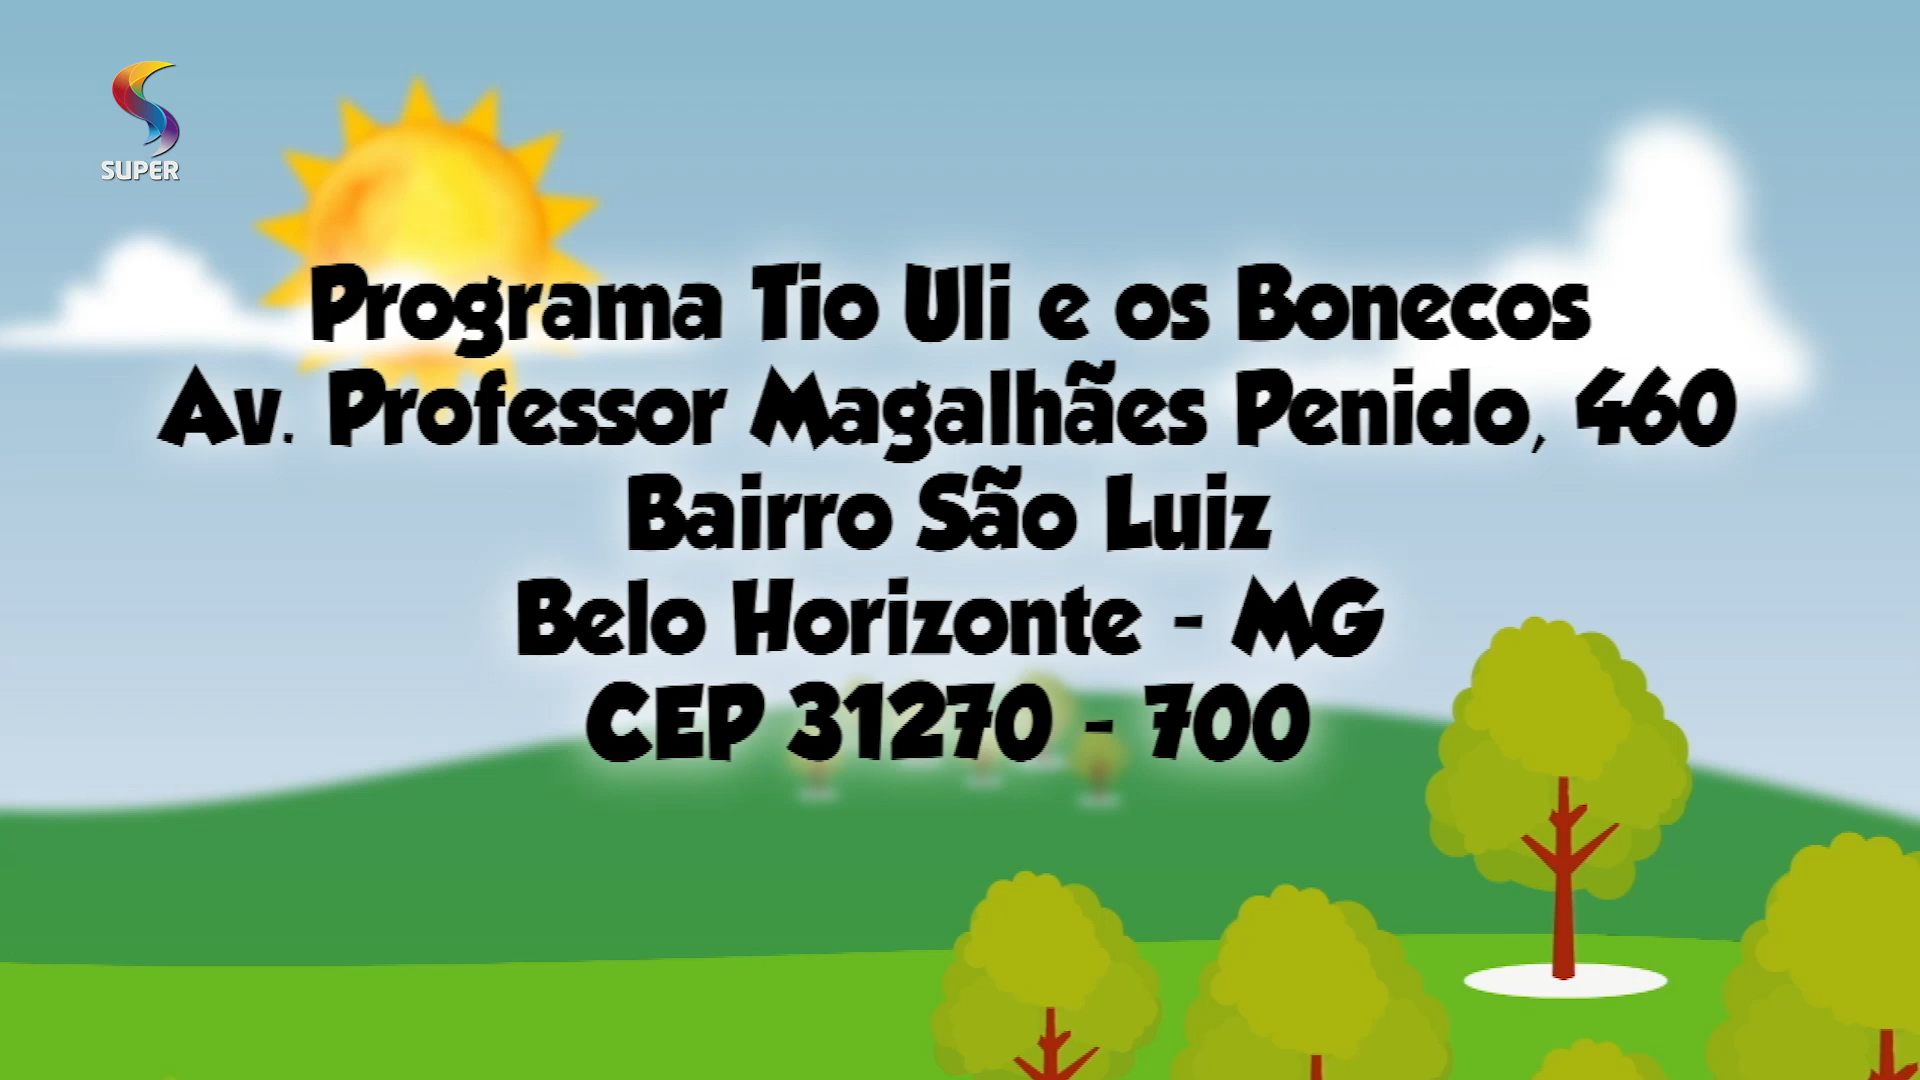 SUPER
Programa Tio Uli e os Bonecos
Av. Professor Magalhães Penido, 460
Bairro São Luiz
Belo Horizonte - MG
CEP 31270 - 700